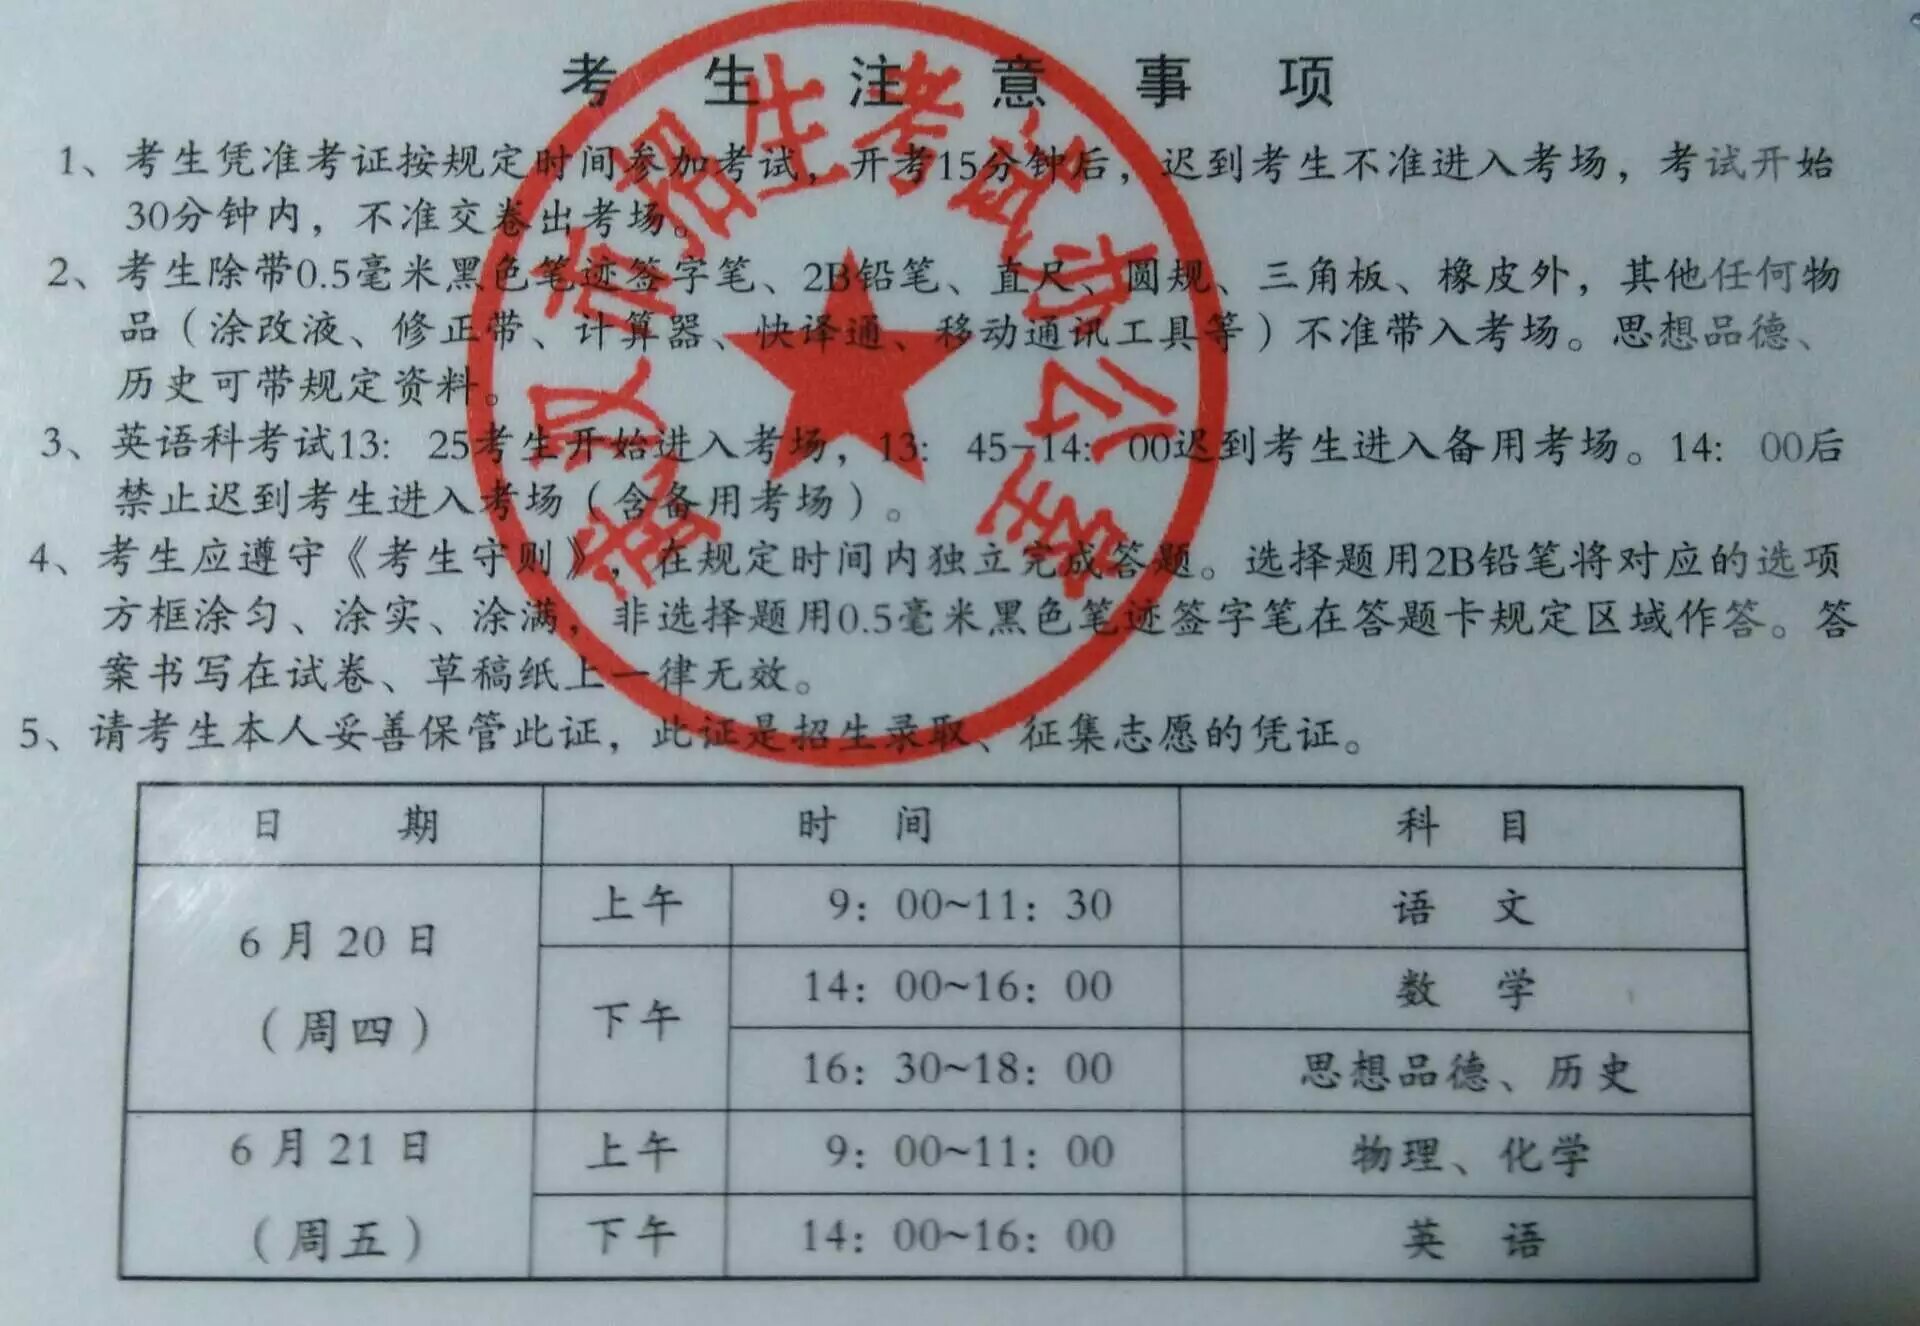 考生注意事项
1、考生凭准考证按规定时间参加考试，开考15分钟后，迟到考生不准进入考场，考试开始
30分钟内，不准交卷出考场。
2、考生除带0.5毫米黑色笔迹签字笔、2B铅笔、直尺、圆规、三角板、橡皮外，其他任何物
品（涂改液、修正带、计算器、快译通、移动通讯工具等）不准带入考场。思想品德、
历史可带规定资料。
3、英语科考试13：25考生开始进入考场，13：45-14：00迟到考生进入备用考场。14：00后
禁止迟到考生进入考场（含备用考场）。
4、考生应遵守《考生守则》，在规定时间内独立完成答题。选择题用2B铅笔将对应的选项
方框涂匀、涂实、涂满，非选择题用0.5毫米黑色笔迹签字笔在答题卡规定区域作答。答
案书写在试卷、草稿纸上一律无效。
5、请考生本人妥善保管此证，此证是招生录取、征集志愿的凭证。
市招生考试办公室
日期 时间 科目
6月20日
（周四）
上午 9：00~11：30 语文
下午 14：00~16：00 数学
16：30~18：00 思想品德、历史
6月21日
（周五）
上午 9：00~11：00 物理、化学
下午 14：00~16：00 英语